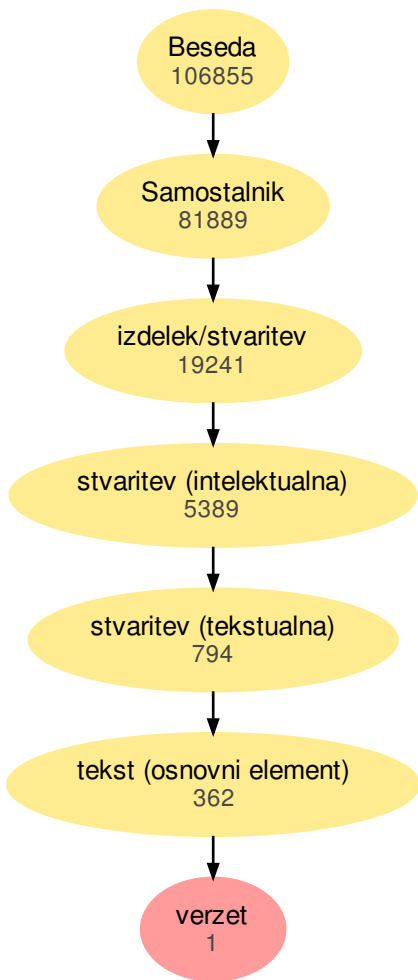 Beseda
106855
Samostalnik
81889
izdelek/stvaritev
19241
stvaritev (intelektualna)
5389
stvaritev (tekstualna)
794
tekst (osnovni element)
362
verzet
1